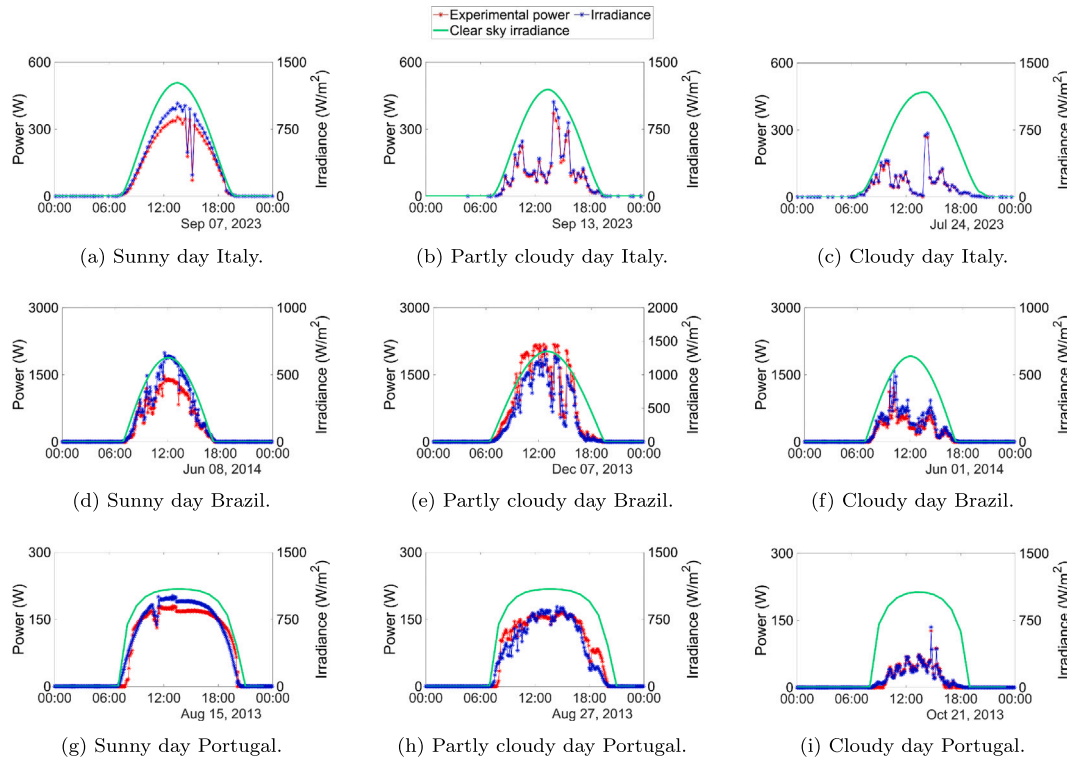 Experimental power Irradiance
Clear sky irradiance
600 1500 600 1500 600 1500
Power (W) Irradiance (W/m²) Power (W) Irradiance (W/m²) Power (W) Irradiance (W/m²)
300 750 300 750 300 750
0 0 0 0 0 0
00:00 06:00 12:00 18:00 00:00 00:00 06:00 12:00 18:00 00:00 00:00 06:00 12:00 18:00 00:00
Sep 07, 2023 Sep 13, 2023 Jul 24, 2023
(a) Sunny day Italy. (b) Partly cloudy day Italy. (c) Cloudy day Italy.
3000 1000 3000 2000 3000 1000
Power (W) Irradiance (W/m²) Power (W) Irradiance (W/m²) Power (W) Irradiance (W/m²)
1500
1500 500 1500 1000 1500 500
500
0 0 0 0 0 0
00:00 06:00 12:00 18:00 00:00 00:00 06:00 12:00 18:00 00:00 00:00 06:00 12:00 18:00 00:00
Jun 08, 2014 Dec 07, 2013 Jun 01, 2014
(d) Sunny day Brazil. (e) Partly cloudy day Brazil. (f) Cloudy day Brazil.
300 1500 300 1500 300 1500
Power (W) Irradiance (W/m²) Power (W) Irradiance (W/m²) Power (W) Irradiance (W/m²)
150 750 150 750 150 750
0 0 0 0 0 0
00:00 06:00 12:00 18:00 00:00 00:00 06:00 12:00 18:00 00:00 00:00 06:00 12:00 18:00 00:00
Aug 15, 2013 Aug 27, 2013 Oct 21, 2013
(g) Sunny day Portugal. (h) Partly cloudy day Portugal. (i) Cloudy day Portugal.